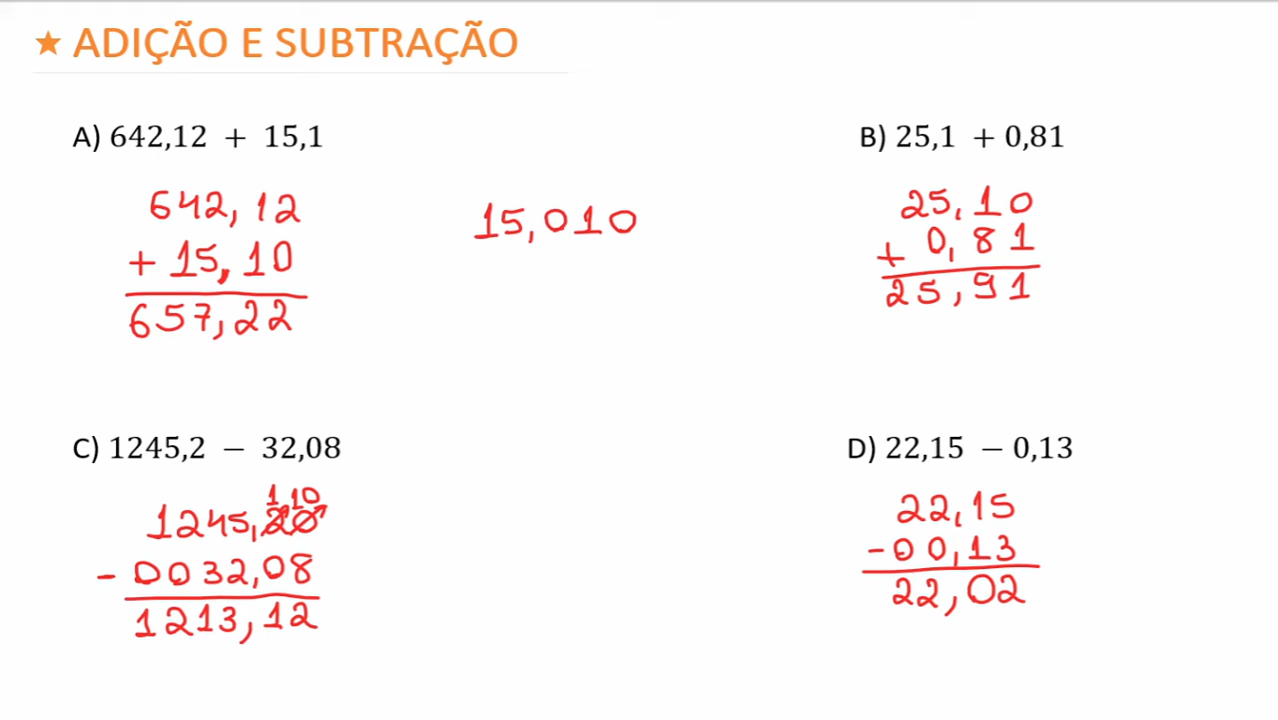 ADIÇÃO E SUBTRAÇÃO
A) 642,12 + 15,1
642,12
+ 15,10
657,22
15,010
B) 25,1 + 0,81
25,10
+ 0,81
25,91
C) 1245,2 − 32,08
1 10
1245,20
- 0032,08
1213,12
D) 22,15 − 0,13
22,15
- 00,13
22,02